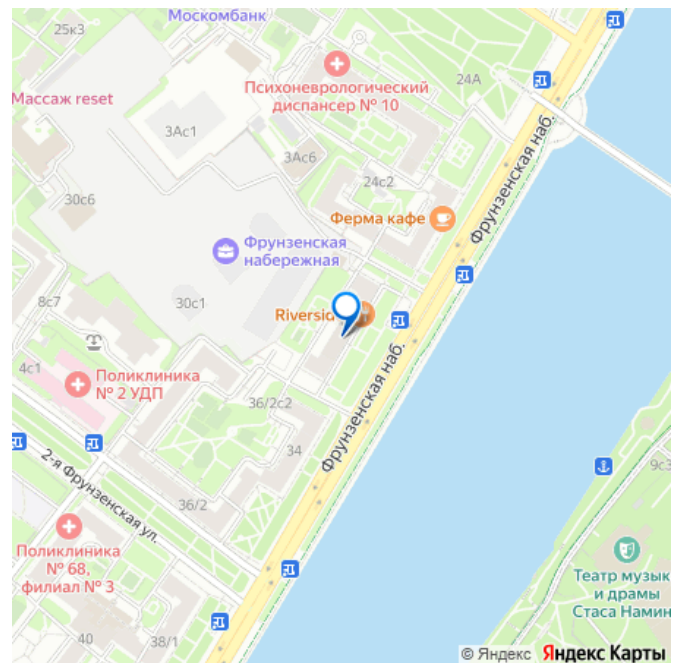 25к3
Москомбанк
Психоневрологический
диспансер № 10
24А
Массаж reset
3Ас1
3Ас6
24с2
Фрунзенская наб.
30с6
Ферма кафе
Фрунзенская
набережная
8с7
30с1
Riversid
4с1
Поликлиника
№ 2 УДП
36/2с2
Фрунзенская наб.
34
2-я Фрунзенская ул.
36/2
9с3
Поликлиника
№ 68,
филиал № 3
Театр музык
и драмы
Стаса Намин
40
38/1
© Яндекс Яндекс Карты